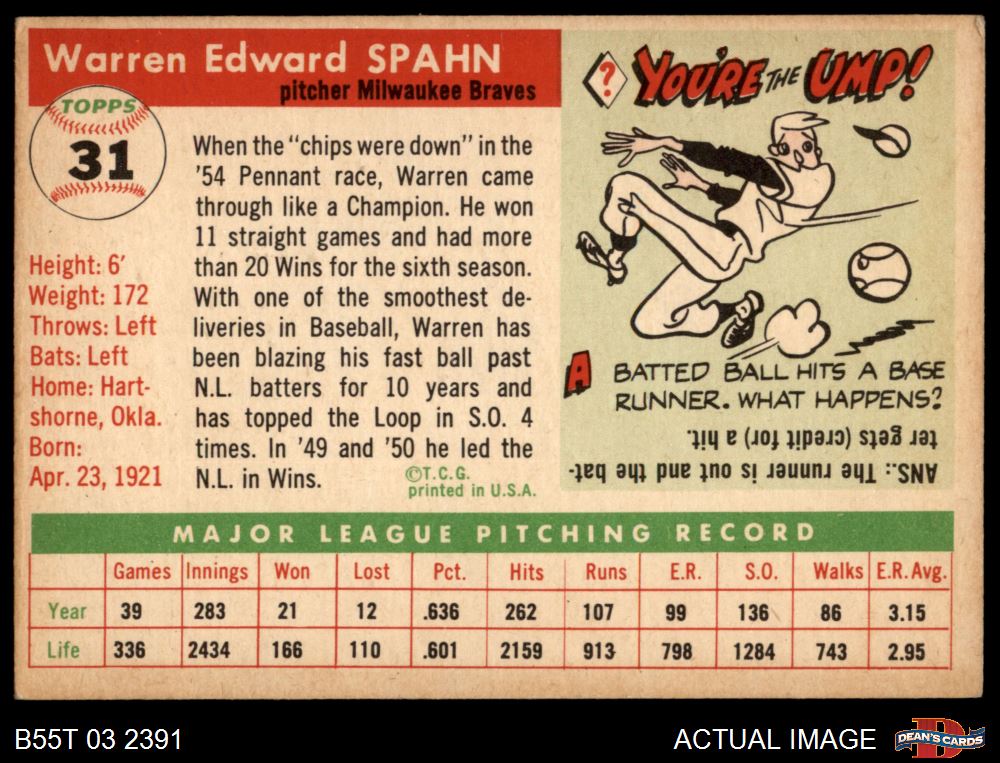 Warren Edward SPAHN
pitcher Milwaukee Braves
TOPPS
31
Height: 6'
Weight: 172
Throws: Left
Bats: Left
Home: Hart-
shorne, Okla.
Born:
Apr. 23, 1921
When the "chips were down" in the
'54 Pennant race, Warren came
through like a Champion. He won
11 straight games and had more
than 20 Wins for the sixth season.
With one of the smoothest de-
liveries in Baseball, Warren has
been blazing his fast ball past
N.L. batters for 10 years and
has topped the Loop in S.O. 4
times. In '49 and '50 he led the
N.L. in Wins.
©T.C.G.
printed in U.S.A.
? YOU'RE THE UMP!
A BATTED BALL HITS A BASE
RUNNER. WHAT HAPPENS?
ANS.: The runner is out and the bat-
ter gets (credit for) a hit.
MAJOR LEAGUE PITCHING RECORD
Games Innings Won Lost Pct. Hits Runs E.R. S.O. Walks E.R. Avg.
Year 39 283 21 12 .636 262 107 99 136 86 3.15
Life 336 2434 166 110 .601 2159 913 798 1284 743 2.95
B55T 03 2391
ACTUAL IMAGE
D
DEAN'S CARDS